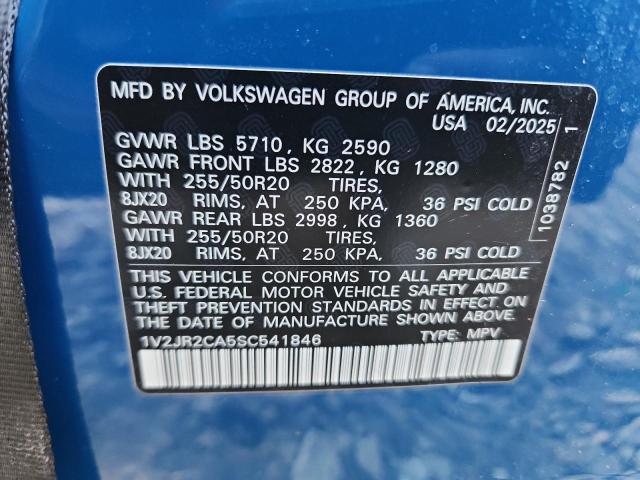 MFD BY VOLKSWAGEN GROUP OF AMERICA, INC.
USA 02/2025
GVWR LBS 5710, KG 2590
GAWR FRONT LBS 2822, KG 1280
WITH 255/50R20 TIRES,
8JX20 RIMS, AT 250 KPA, 36 PSI COLD
GAWR REAR LBS 2998, KG 1360
WITH 255/50R20 TIRES,
8JX20 RIMS, AT 250 KPA, 36 PSI COLD
THIS VEHICLE CONFORMS TO ALL APPLICABLE
U.S. FEDERAL MOTOR VEHICLE SAFETY AND
THEFT PREVENTION STANDARDS IN EFFECT ON
THE DATE OF MANUFACTURE SHOWN ABOVE.
1V2JR2CA5SC541846 TYPE: MPV
1038782 1